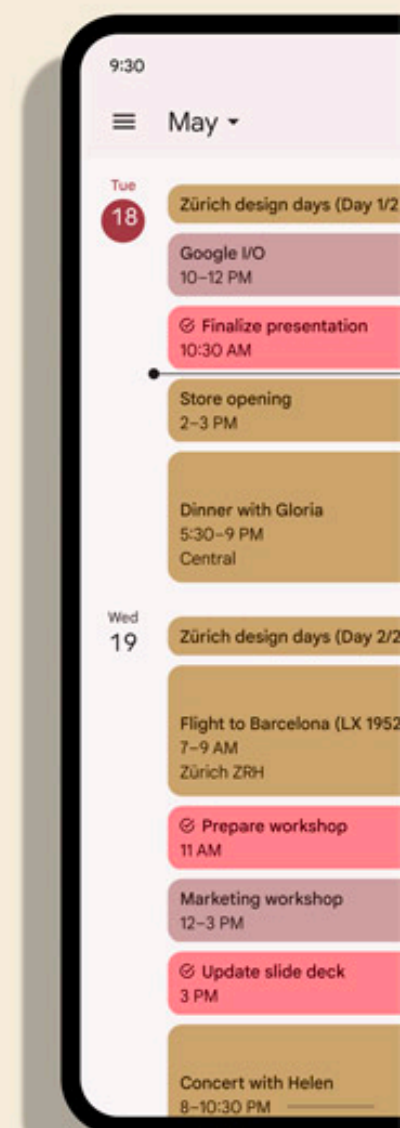 9:30
May
Tue
18
Zürich design days (Day 1/2
Google I/O
10–12 PM
Finalize presentation
10:30 AM
Store opening
2–3 PM
Dinner with Gloria
5:30–9 PM
Central
Wed
19
Zürich design days (Day 2/2
Flight to Barcelona (LX 1952
7–9 AM
Zürich ZRH
Prepare workshop
11 AM
Marketing workshop
12–3 PM
Update slide deck
3 PM
Concert with Helen
8–10:30 PM